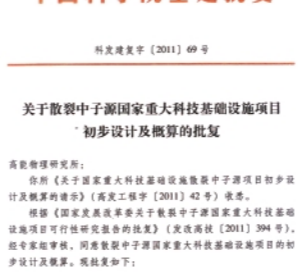 科发建复字［2011］69 号
关于散裂中子源国家重大科技基础设施项目
初步设计及概算的批复
高能物理研究所：
你所《关于国家重大科技基础设施散裂中子源项目初步设
计及概算的请示》（高发工程字［2011］42 号）收悉。
根据《国家发展改革委关于散裂中子源国家重大科技基础
设施项目可行性研究报告的批复》（发改高技［2011］394 号），
经专家组审核，同意散裂中子源国家重大科技基础设施项目的初
步设计及概算。现批复如下：